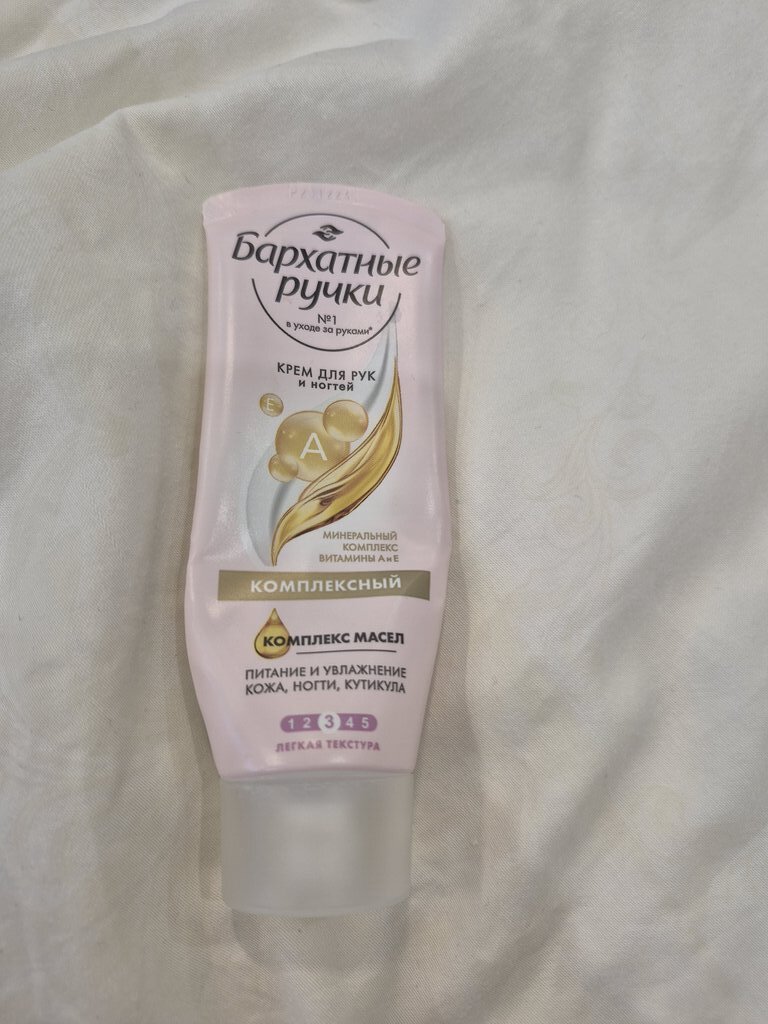 Бархатные
ручки
№1
в уходе за руками*
КРЕМ ДЛЯ РУК
и ногтей
E
A
МИНЕРАЛЬНЫЙ
КОМПЛЕКС
ВИТАМИНЫ А и Е
КОМПЛЕКСНЫЙ
КОМПЛЕКС МАСЕЛ
ПИТАНИЕ И УВЛАЖНЕНИЕ
КОЖА, НОГТИ, КУТИКУЛА
1 2 3 4 5
ЛЕГКАЯ ТЕКСТУРА